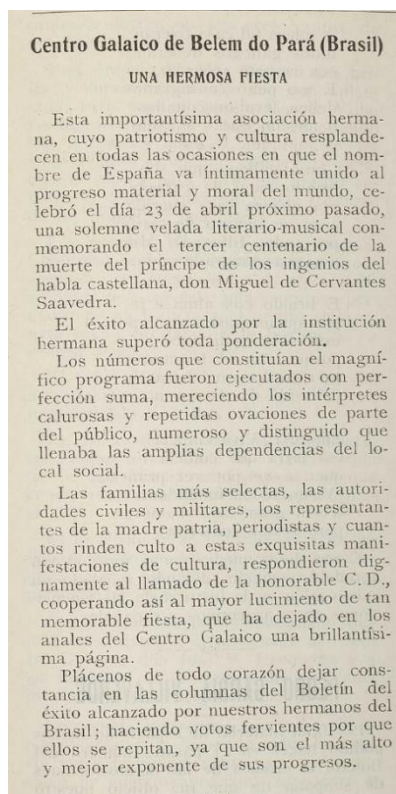 Centro Galaico de Belem do Pará (Brasil)
UNA HERMOSA FIESTA
Esta importantísima asociación herma-
na, cuyo patriotismo y cultura resplande-
cen en todas las ocasiones en que el nom-
bre de España va íntimamente unido al
progreso material y moral del mundo, ce-
lebró el día 23 de abril próximo pasado,
una solemne velada literario-musical con-
memorando el tercer centenario de la
muerte del príncipe de los ingenios del
habla castellana, don Miguel de Cervantes
Saavedra.
El éxito alcanzado por la institución
hermana superó toda ponderación.
Los números que constituían el magní-
fico programa fueron ejecutados con per-
fección suma, mereciendo los intérpretes
calurosas y repetidas ovaciones de parte
del público, numeroso y distinguido que
llenaba las amplias dependencias del lo-
cal social.
Las familias más selectas, las autori-
dades civiles y militares, los representan-
tes de la madre patria, periodistas y cuan-
tos rinden culto a estas exquisitas mani-
festaciones de cultura, respondieron dig-
namente al llamado de la honorable C. D.,
cooperando así al mayor lucimiento de tan
memorable fiesta, que ha dejado en los
anales del Centro Galaico una brillantísi-
ma página.
Plácenos de todo corazón dejar cons-
tancia en las columnas del Boletín del
éxito alcanzado por nuestros hermanos del
Brasil; haciendo votos fervientes por que
ellos se repitan, ya que son el más alto
y mejor exponente de sus progresos.